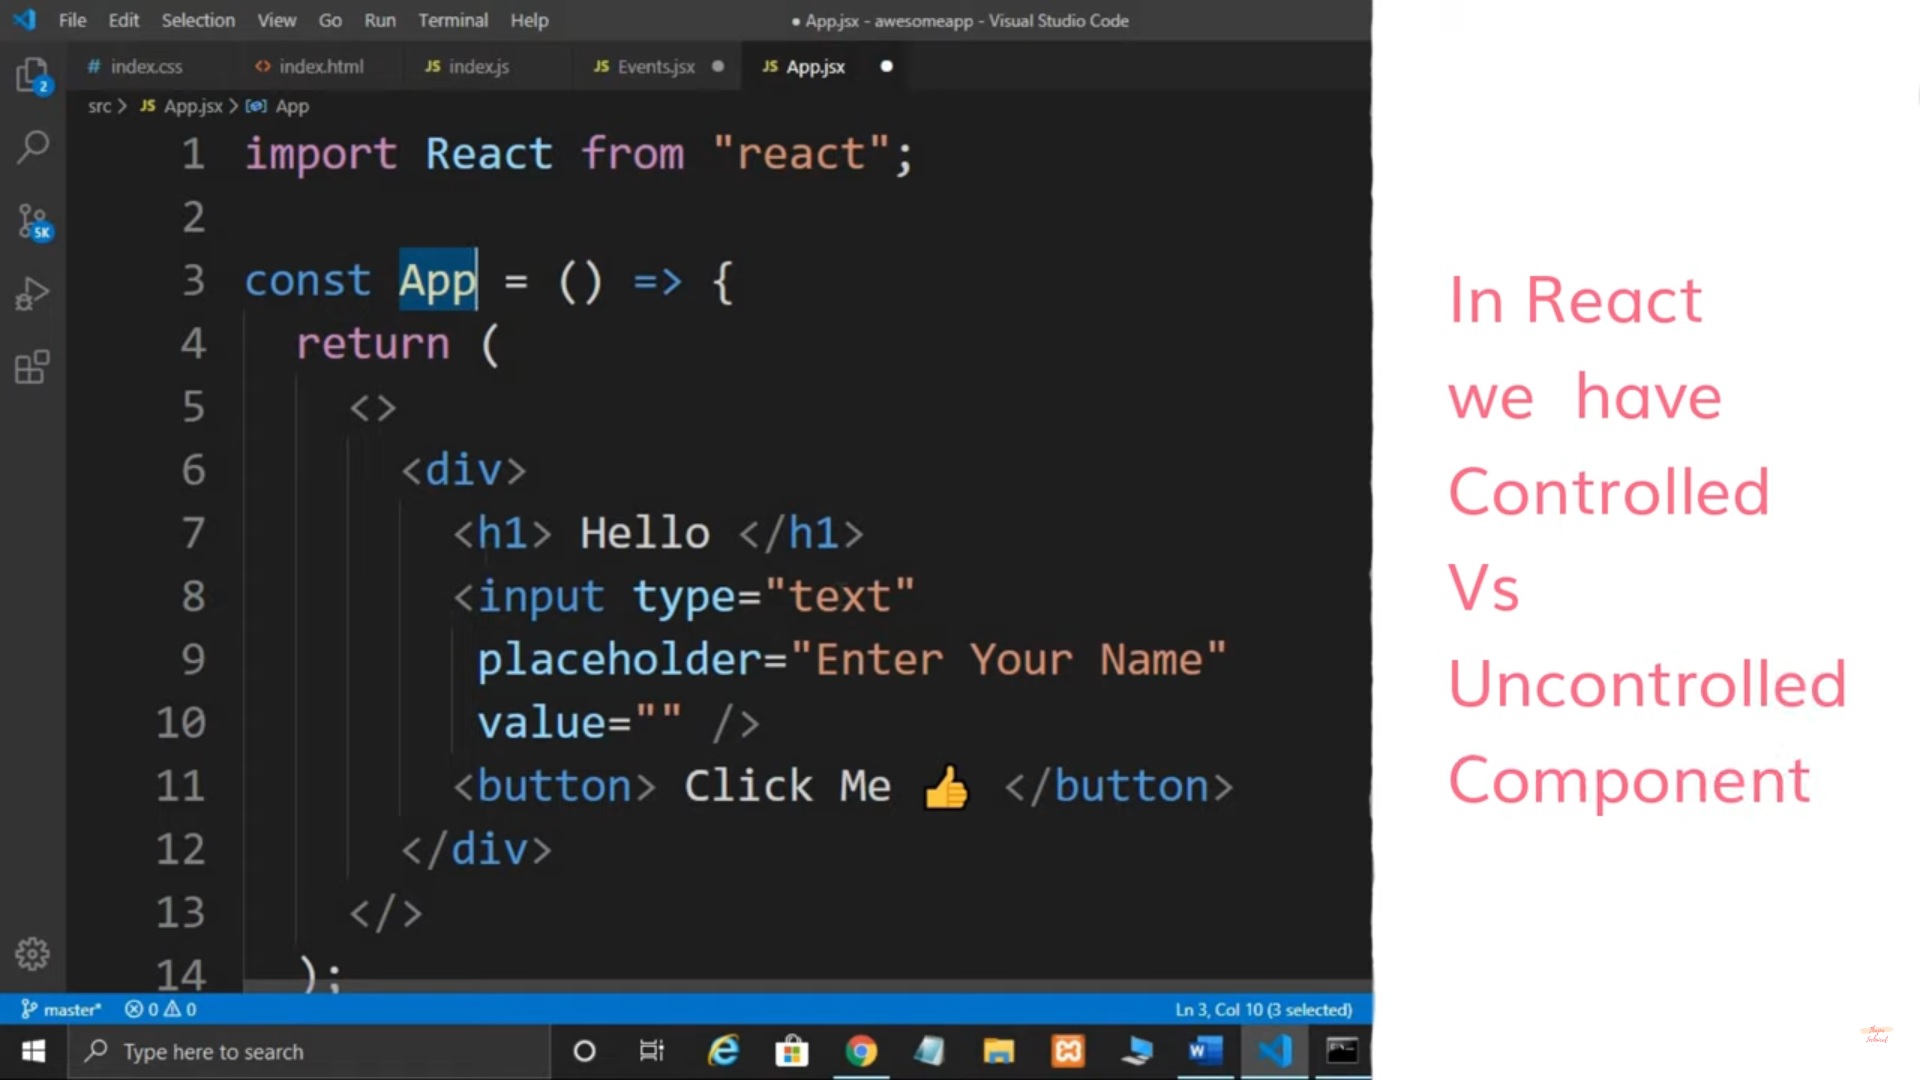 File Edit Selection View Go Run Terminal Help
● App.jsx - awesomeapp - Visual Studio Code
# index.css
<> index.html
JS index.js
JS Events.jsx ●
JS App.jsx ●
src > JS App.jsx > App
2
5K
1 import React from "react";
2
3 const App = () => {
4 return (
5 <>
6 <div>
7 <h1> Hello </h1>
8 <input type="text"
9 placeholder="Enter Your Name"
10 value="" />
11 <button> Click Me 👍 </button>
12 </div>
13 </>
14 );
master* 0 0
Ln 3, Col 10 (3 selected)
Type here to search
W
In React
we have
Controlled
Vs
Uncontrolled
Component